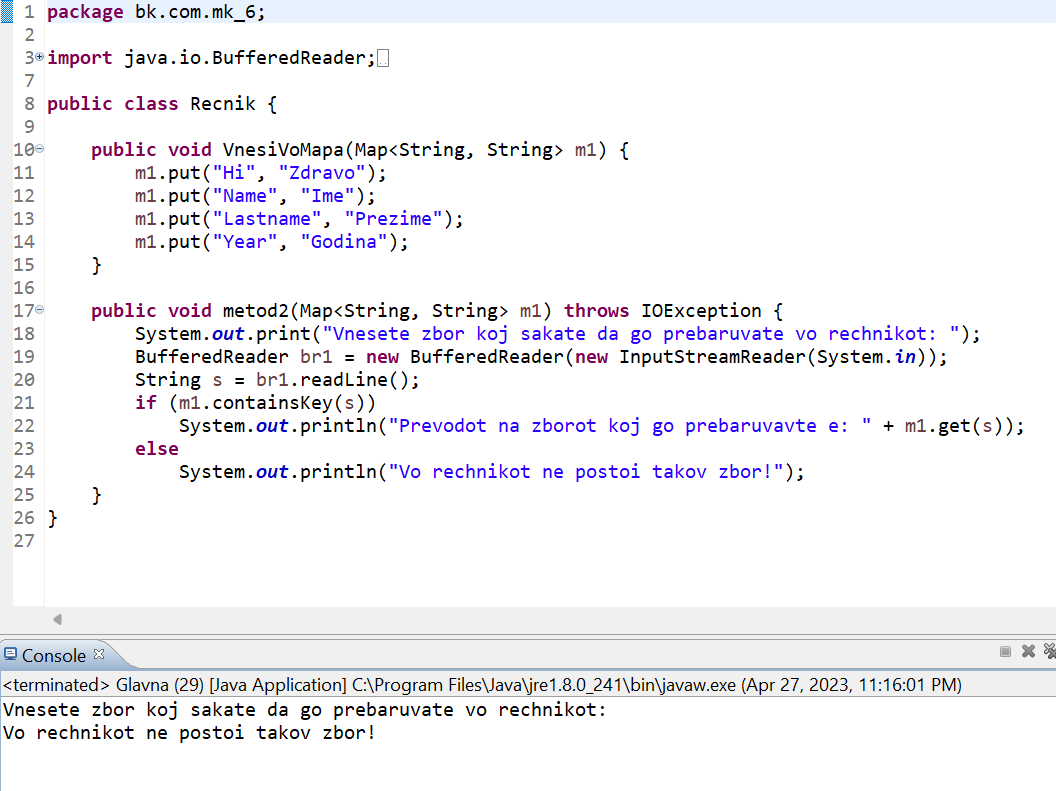 1 package bk.com.mk_6;
2
3 import java.io.BufferedReader;
7
8 public class Recnik {
9
10 public void VnesiVoMapa(Map<String, String> m1) {
11 m1.put("Hi", "Zdravo");
12 m1.put("Name", "Ime");
13 m1.put("Lastname", "Prezime");
14 m1.put("Year", "Godina");
15 }
16
17 public void metod2(Map<String, String> m1) throws IOException {
18 System.out.print("Vnesete zbor koj sakate da go prebaruvate vo rechnikot: ");
19 BufferedReader br1 = new BufferedReader(new InputStreamReader(System.in));
20 String s = br1.readLine();
21 if (m1.containsKey(s))
22 System.out.println("Prevodot na zborot koj go prebaruvavte e: " + m1.get(s));
23 else
24 System.out.println("Vo rechnikot ne postoi takov zbor!");
25 }
26 }
27
Console
<terminated> Glavna (29) [Java Application] C:\Program Files\Java\jre1.8.0_241\bin\javaw.exe (Apr 27, 2023, 11:16:01 PM)
Vnesete zbor koj sakate da go prebaruvate vo rechnikot:
Vo rechnikot ne postoi takov zbor!